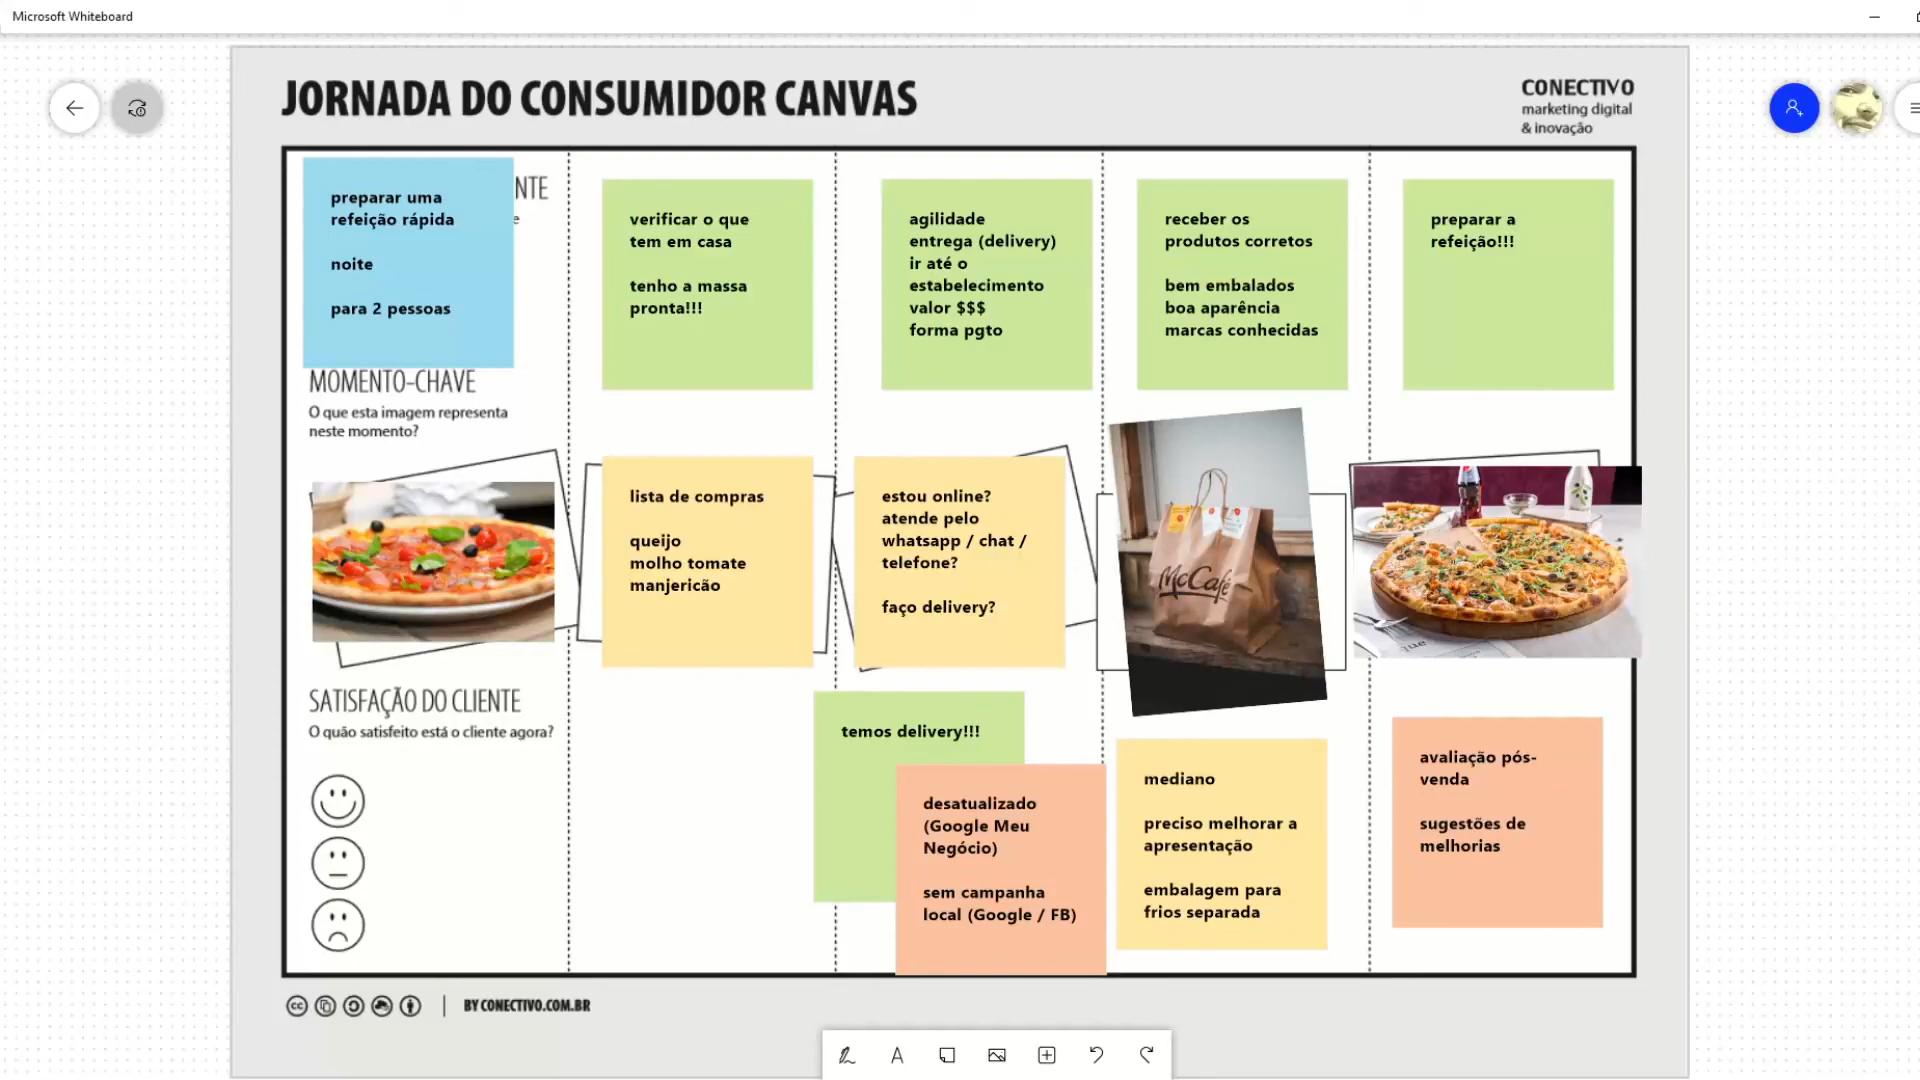 Microsoft Whiteboard
JORNADA DO CONSUMIDOR CANVAS
CONECTIVO
marketing digital
& inovação
preparar uma
refeição rápida
noite
para 2 pessoas
NTE
e
verificar o que
tem em casa
tenho a massa
pronta!!!
agilidade
entrega (delivery)
ir até o
estabelecimento
valor $$$
forma pgto
receber os
produtos corretos
bem embalados
boa aparência
marcas conhecidas
preparar a
refeição!!!
MOMENTO-CHAVE
O que esta imagem representa
neste momento?
lista de compras
queijo
molho tomate
manjericão
estou online?
atende pelo
whatsapp / chat /
telefone?
faço delivery?
McCafé
SATISFAÇÃO DO CLIENTE
O quão satisfeito está o cliente agora?
temos delivery!!!
desatualizado
(Google Meu
Negócio)
sem campanha
local (Google / FB)
mediano
preciso melhorar a
apresentação
embalagem para
frios separada
avaliação pós-
venda
sugestões de
melhorias
cc
BY CONECTIVO.COM.BR